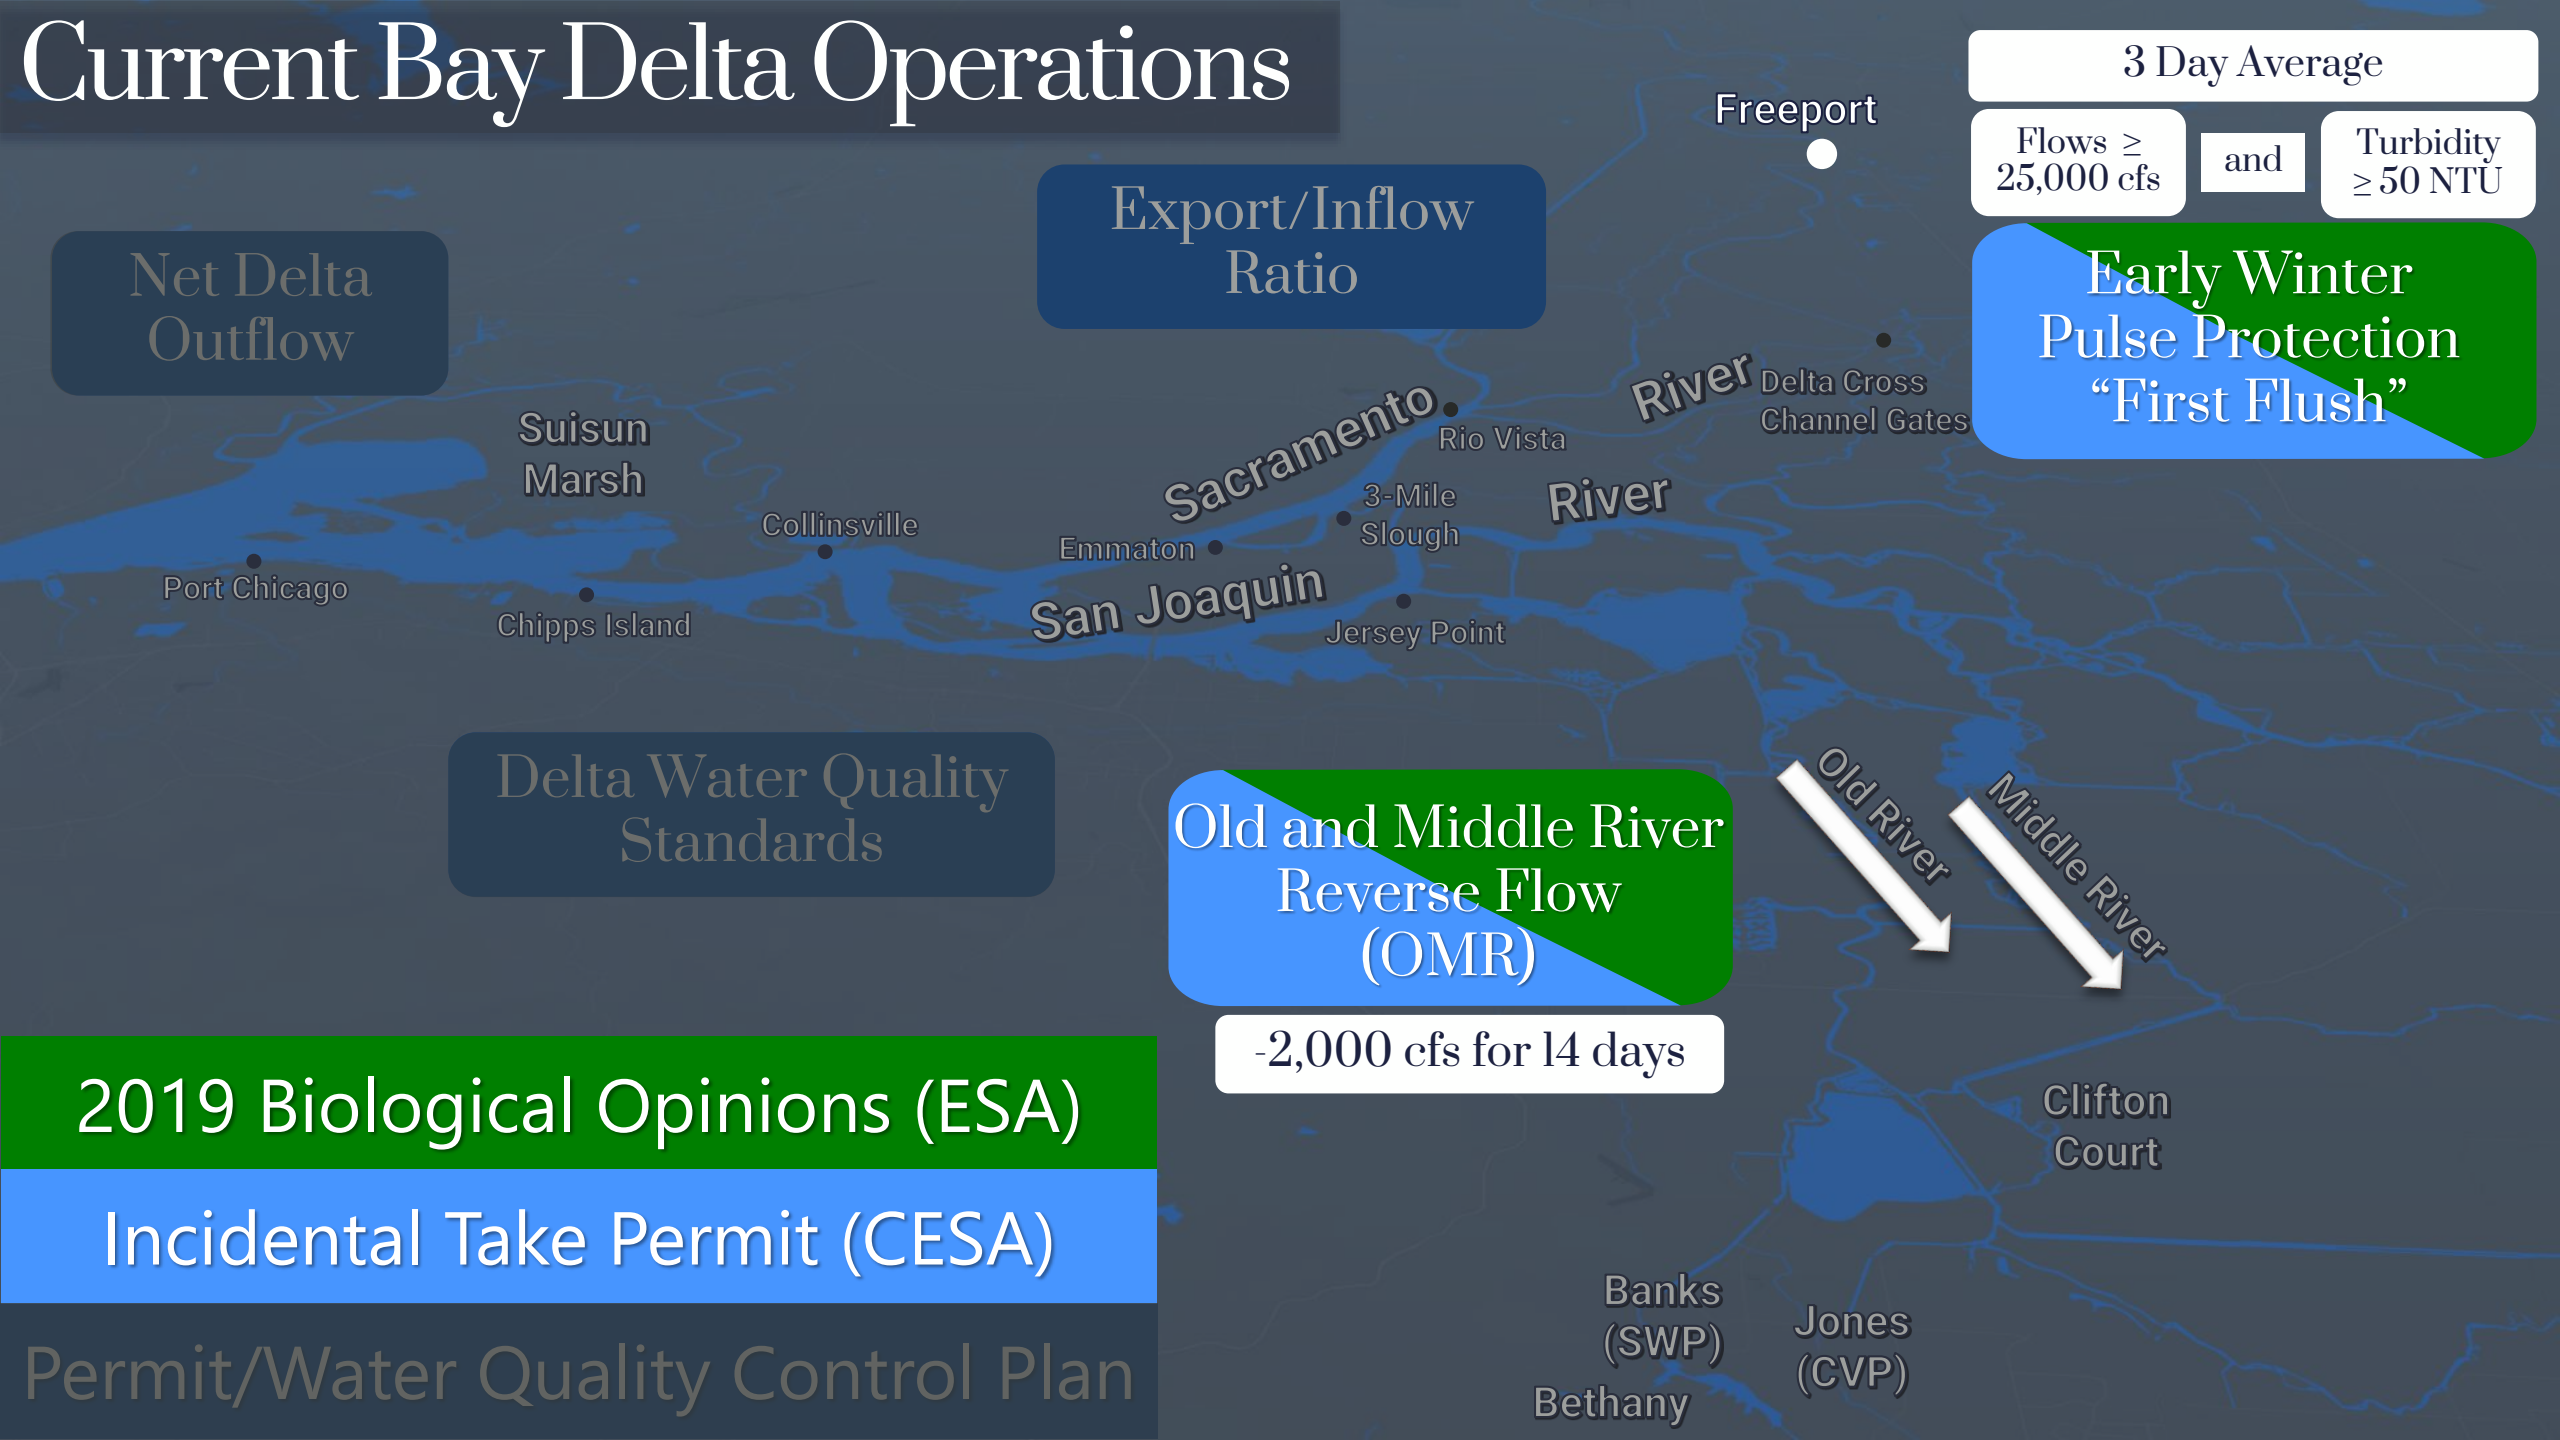 Current Bay Delta Operations
3 Day Average
Freeport
Flows ≥
25,000 cfs
and
Turbidity
≥ 50 NTU
Export/Inflow
Ratio
Net Delta
Outflow
Early Winter
Pulse Protection
“First Flush”
Suisun
Marsh
Sacramento
River
Delta Cross
Channel Gates
Rio Vista
3-Mile
Slough
River
Collinsville
Emmaton
Port Chicago
Chipps Island
San Joaquin
Jersey Point
Delta Water Quality
Standards
Old and Middle River
Reverse Flow
(OMR)
-2,000 cfs for 14 days
Old River
Middle River
2019 Biological Opinions (ESA)
Incidental Take Permit (CESA)
Permit/Water Quality Control Plan
Clifton
Court
Banks
(SWP)
Jones
(CVP)
Bethany